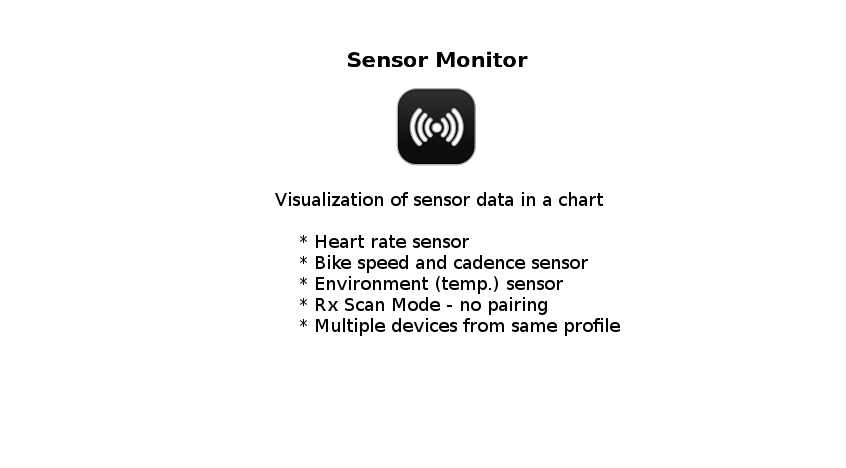 Sensor Monitor
Visualization of sensor data in a chart
* Heart rate sensor
* Bike speed and cadence sensor
* Environment (temp.) sensor
* Rx Scan Mode - no pairing
* Multiple devices from same profile